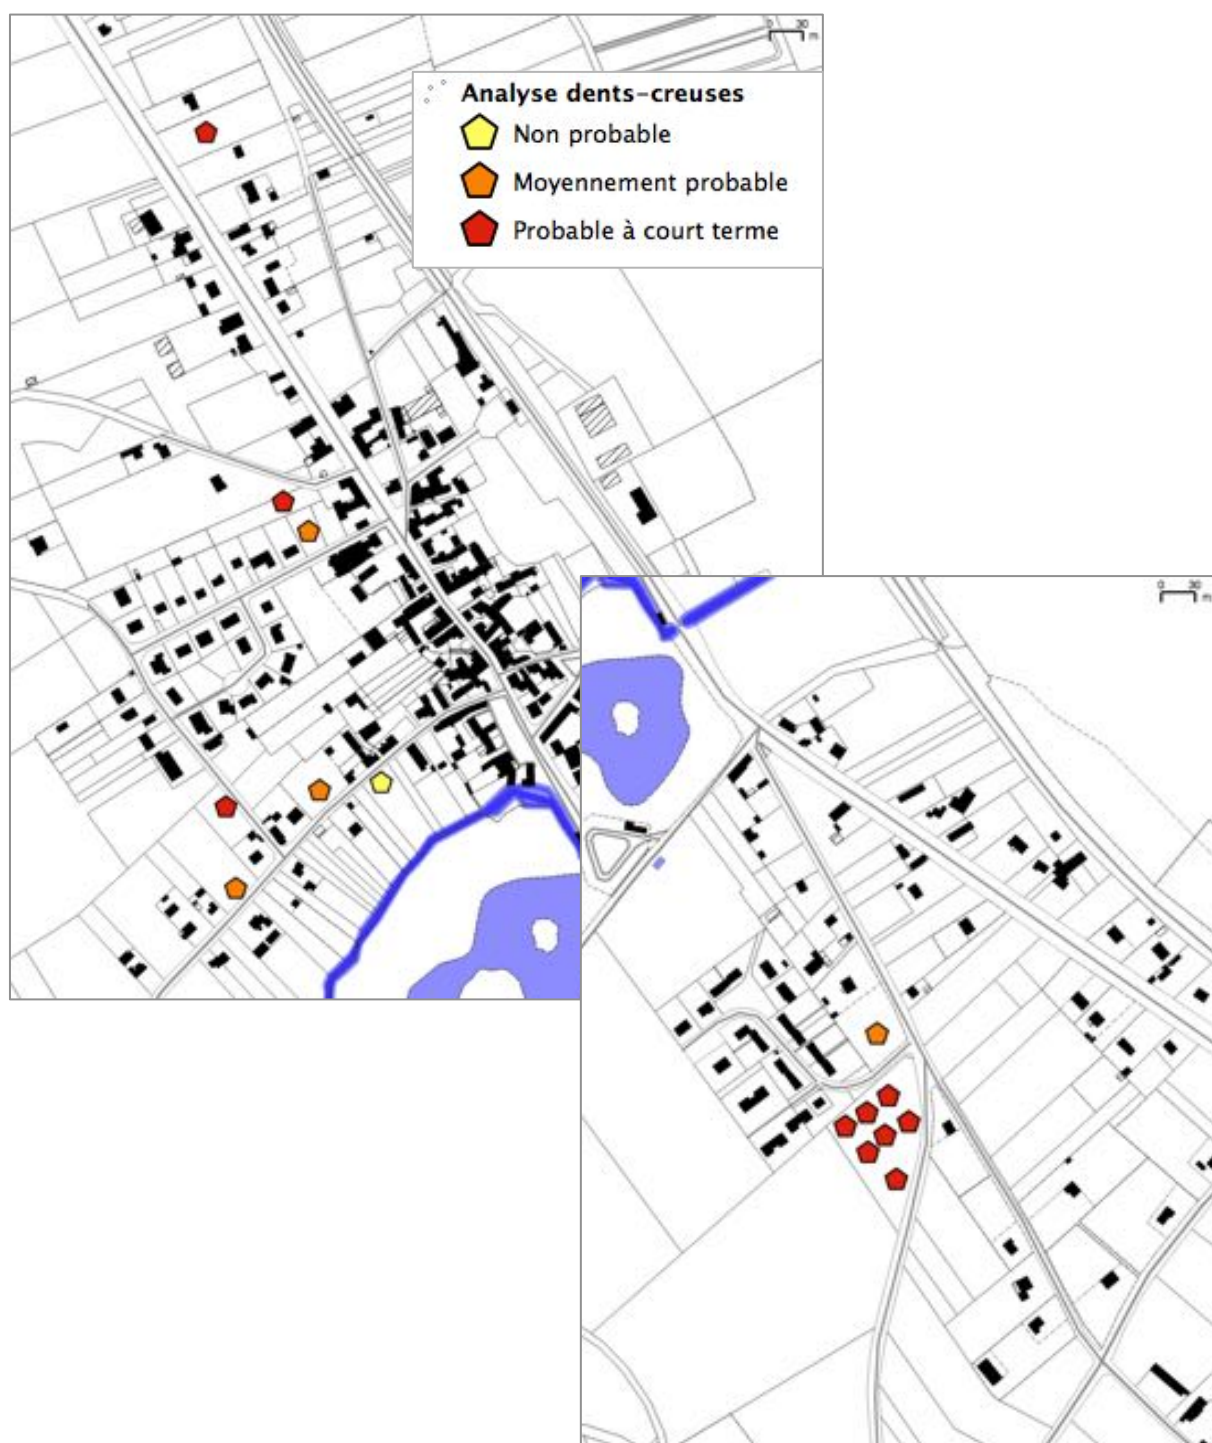 0 30
m
Analyse dents-creuses
Non probable
Moyennement probable
Probable à court terme
0 30
m